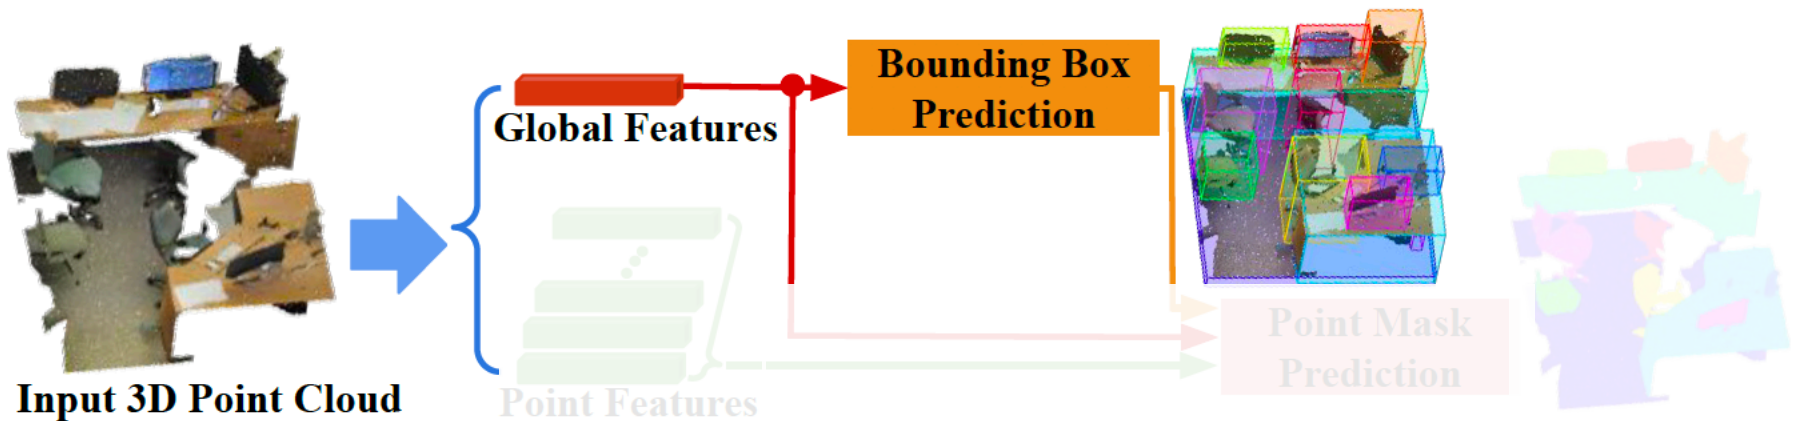 Global Features
Bounding Box
Prediction
Input 3D Point Cloud
Point Features
Point Mask
Prediction